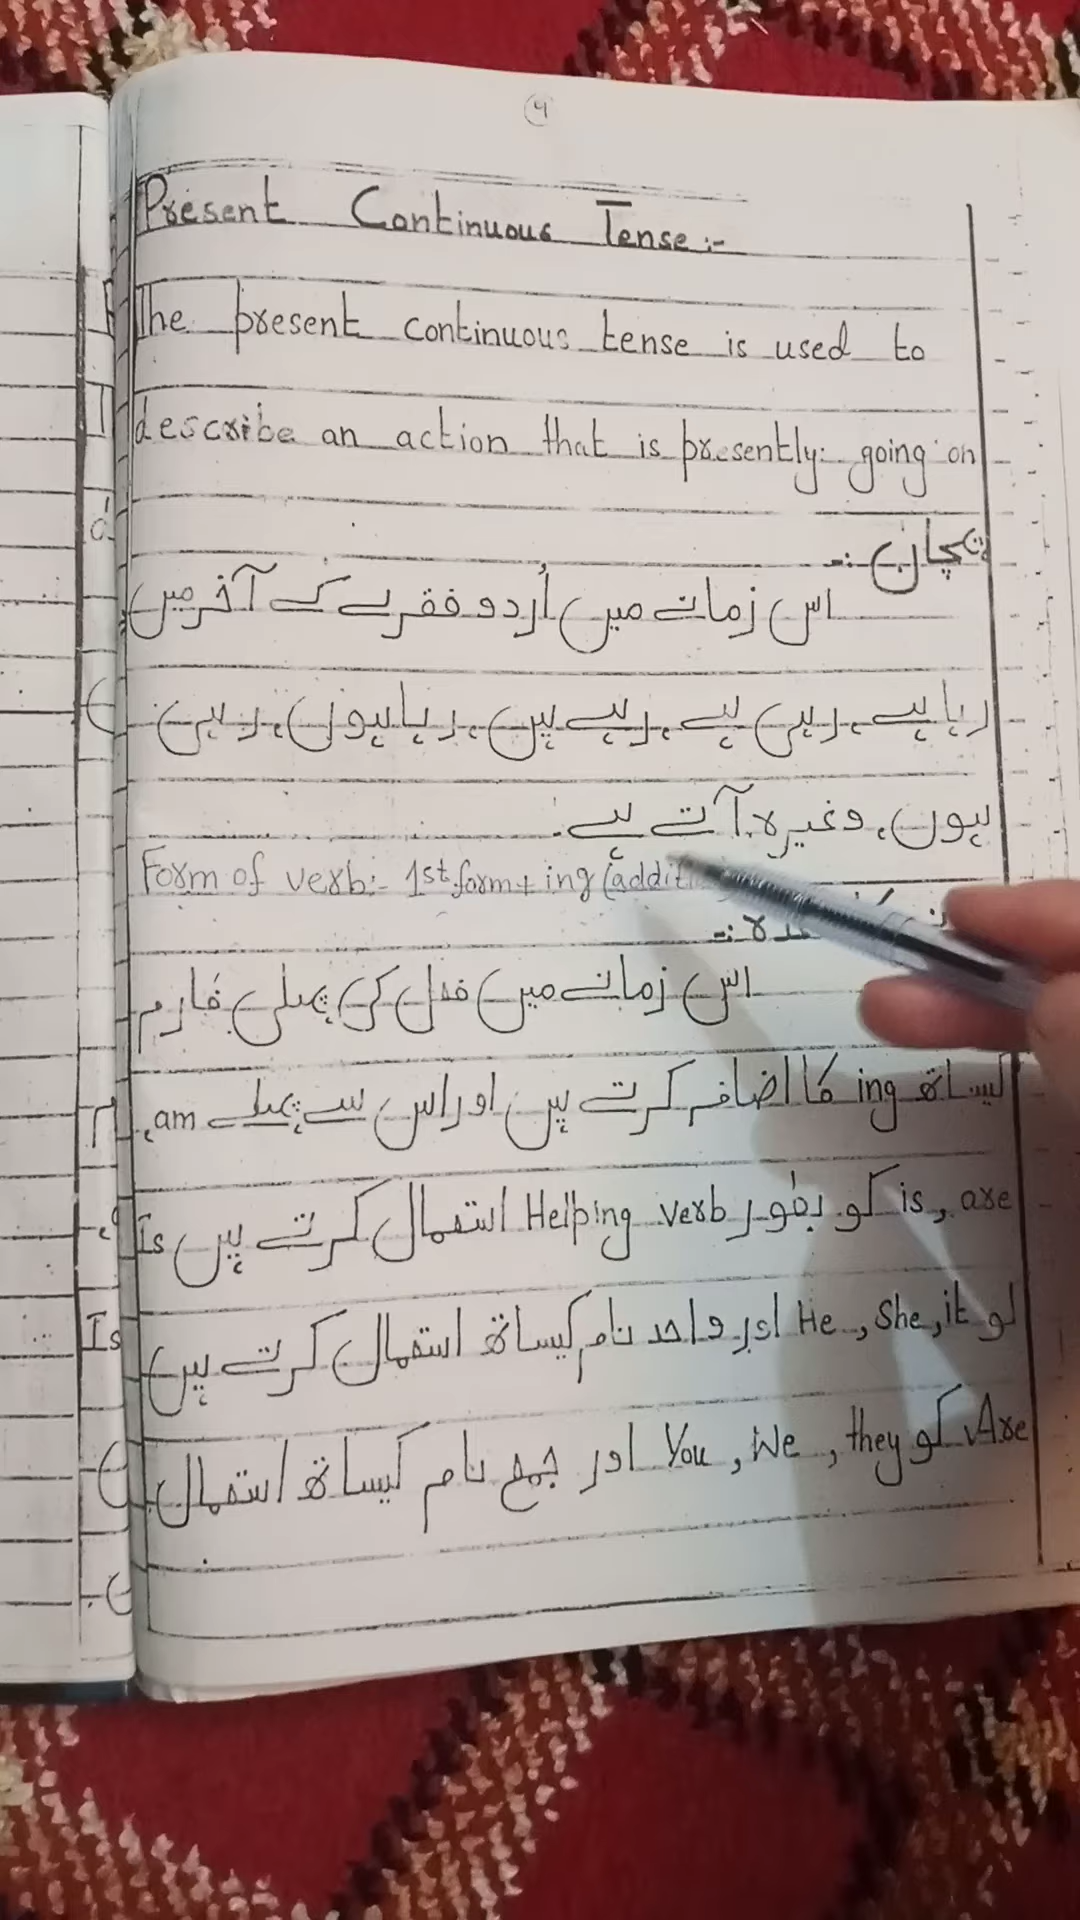 ۴
Present Continuous Tense:-
The present continuous tense is used to
describe an action that is presently going on
پہچان :-
اس زمانے میں اُردو فقرے کے آخر میں
رہا ہے، رہی ہے، رہے ہیں، رہا ہوں، رہی
ہوں، وغیرہ آتے ہے۔
Form of verb:- 1st form + ing (addit
اس زمانے میں فعل کی پہلی فارم
کیساتھ ing کا اضافہ کرتے ہیں اور اس سے پہلے am,
is, are کو بطور Helping verb استعمال کرتے ہیں Is
کو He, She, it اور واحد نام کیساتھ استعمال کرتے ہیں
Are کو You, We, they اور جمع نام کیساتھ استعمال